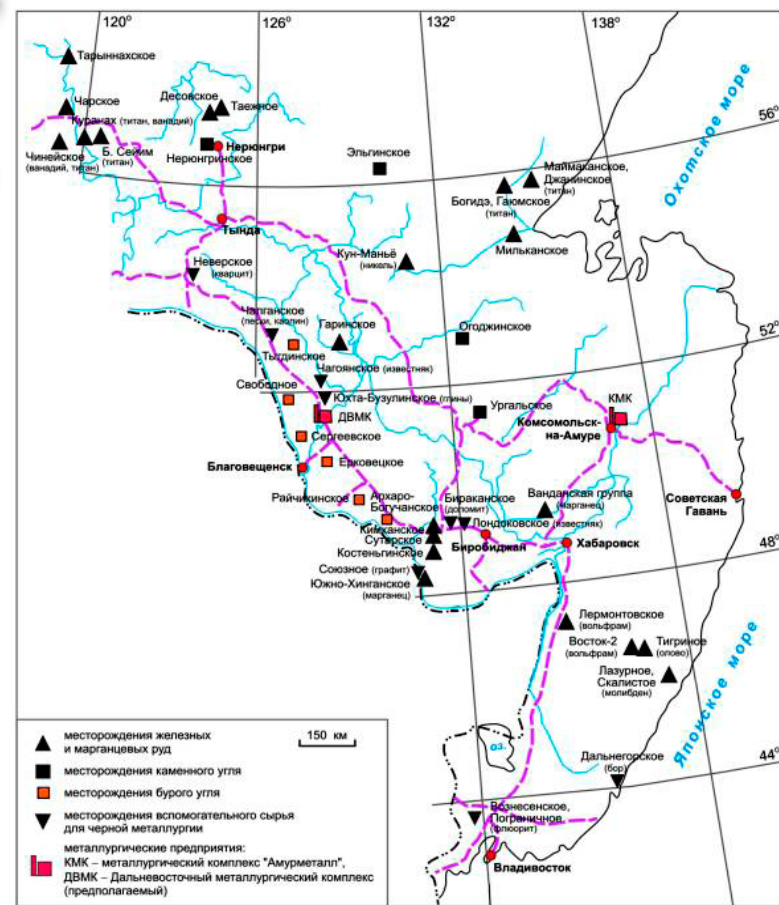 120°
126°
132°
138°
Тарыннахское
Чарское
Десовское
Таежное
Куранах (титан, ванадий)
Чинейское
(ванадий, титан)
Б. Сейим
(титан)
Нерюнгри
Нерюнгринское
Эльгинское
56°
Охотское море
Маймаканское,
Джанинское
(титан)
Богидэ, Гаюмское
(титан)
Мильканское
Тында
Кун-Маньё
(никель)
Неверское
(кварцит)
Чалганское
(пески, каолин)
Гаринское
Огоджинское
52°
Тыгдинское
Чагоянское (известняк)
Свободное
Юхта-Бузулинское (глины)
ДВМК
Ургальское
КМК
Комсомольск-
на-Амуре
Сергеевское
Благовещенск
Ерковецкое
Советская
Гавань
Райчихинское
Архаро-
Богучанское
Бираканское
(доломит)
Ванданская группа
(марганец)
Кимканское
Сутарское
Лондоковское (известняк)
Костеньгинское
Биробиджан
Хабаровск
48°
Союзное (графит)
Южно-Хинганское
(марганец)
Лермонтовское
(вольфрам)
Восток-2
(вольфрам)
Тигриное
(олово)
Лазурное,
Скалистое
(молибден)
Японское море
оз.
Дальнегорское
(бор)
44°
Вознесенское,
Пограничное
(флюорит)
Владивосток
месторождения железных
и марганцевых руд
150 км
месторождения каменного угля
месторождения бурого угля
месторождения вспомогательного сырья
для черной металлургии
металлургические предприятия:
КМК – металлургический комплекс "Амурметалл",
ДВМК – Дальневосточный металлургический комплекс
(предполагаемый)